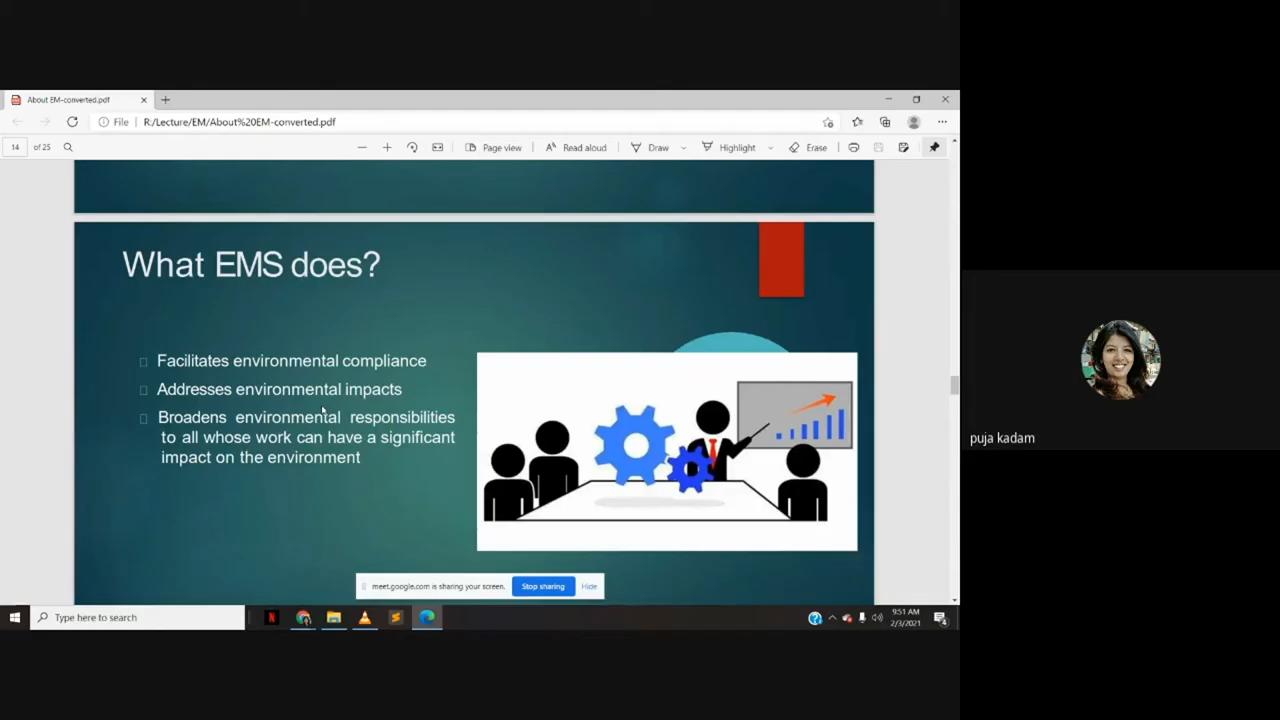 About EM-converted.pdf
File
R:/Lecture/EM/About%20EM-converted.pdf
14 of 25
Page view
Read aloud
Draw
Highlight
Erase
What EMS does?
Facilitates environmental compliance
Addresses environmental impacts
Broadens environmental responsibilities
to all whose work can have a significant
impact on the environment
puja kadam
meet.google.com is sharing your screen.
Stop sharing
Hide
Type here to search
9:51 AM
2/3/2021
4